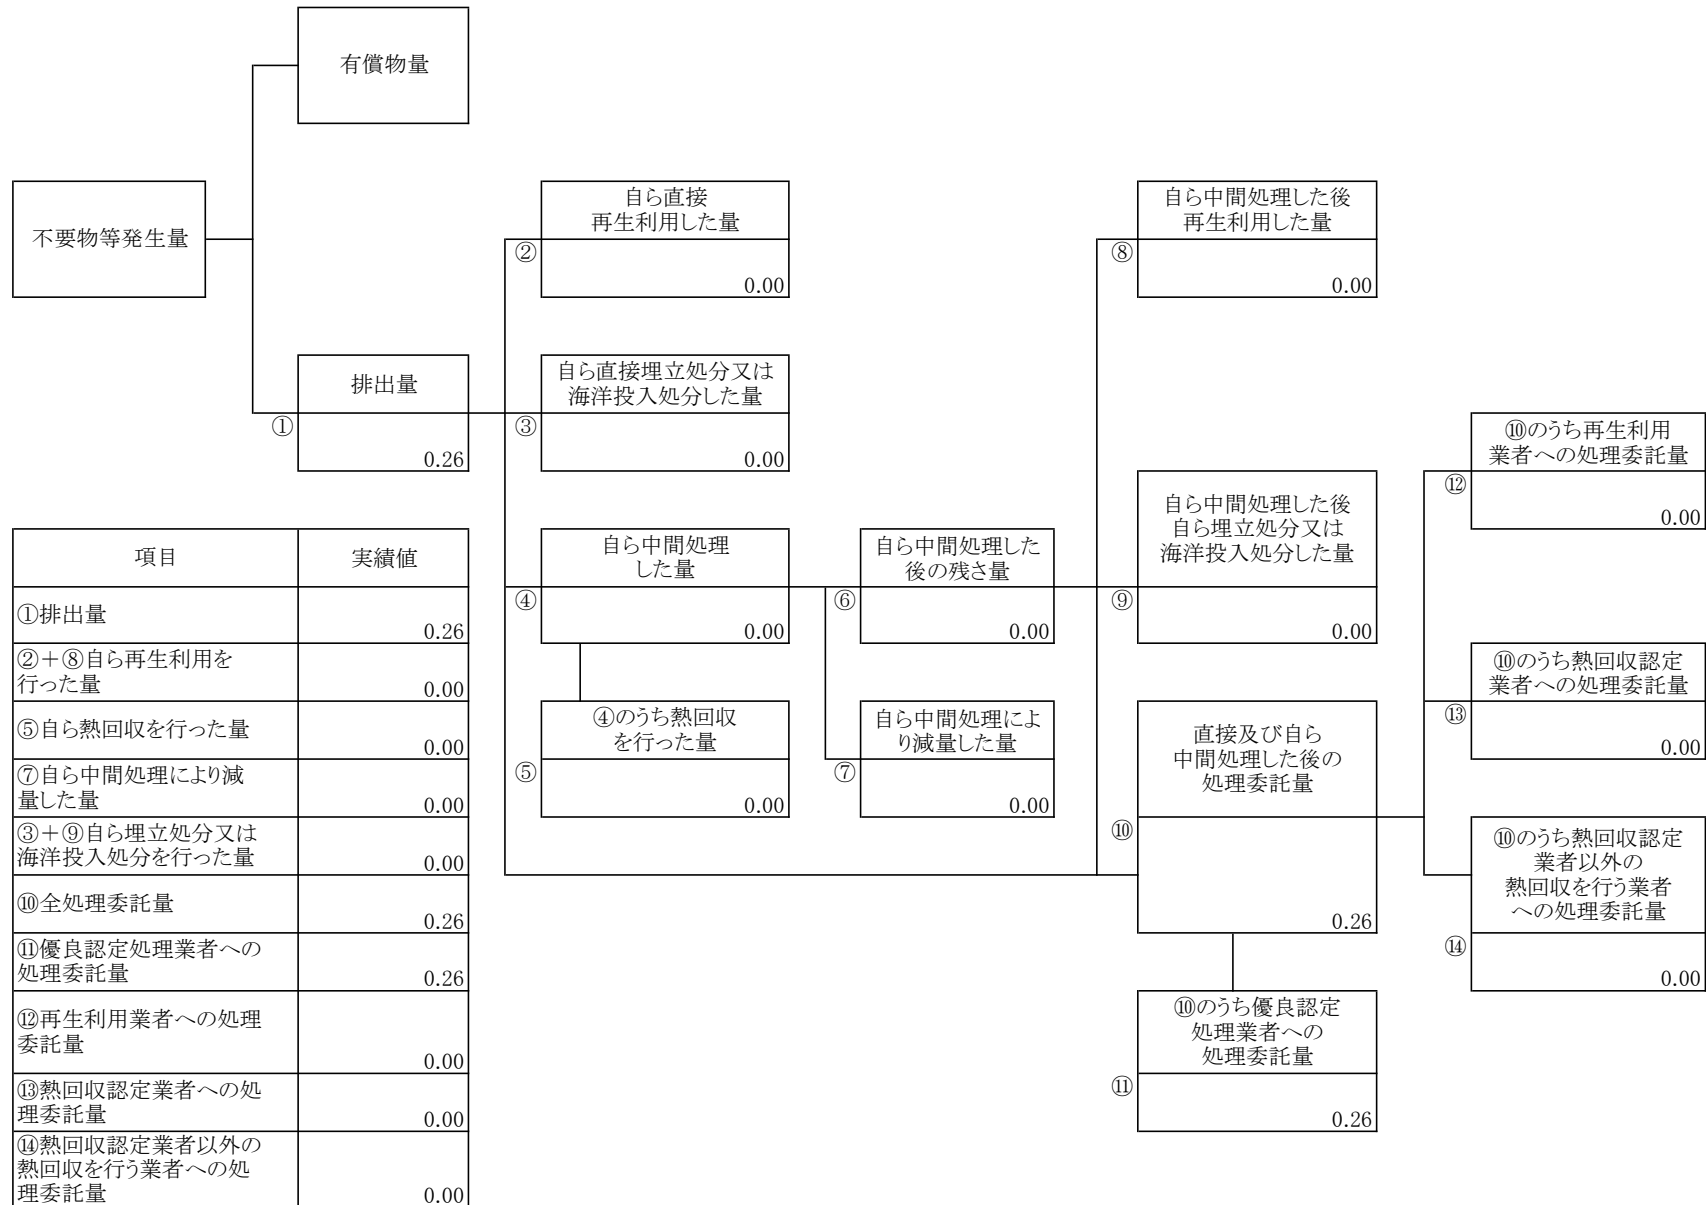 有償物量
不要物等発生量
自ら直接
再生利用した量
②
0.00
自ら中間処理した後
再生利用した量
⑧
0.00
排出量
①
0.26
自ら直接埋立処分又は
海洋投入処分した量
③
0.00
⑩のうち再生利用
業者への処理委託量
⑫
0.00
自ら中間処理した後
自ら埋立処分又は
海洋投入処分した量
⑨
0.00
自ら中間処理
した量
④
0.00
自ら中間処理した
後の残さ量
⑥
0.00
⑩のうち熱回収認定
業者への処理委託量
⑬
0.00
④のうち熱回収
を行った量
⑤
0.00
自ら中間処理によ
り減量した量
⑦
0.00
直接及び自ら
中間処理した後の
処理委託量
⑩
0.26
⑩のうち熱回収認定
業者以外の
熱回収を行う業者
への処理委託量
⑭
0.00
⑩のうち優良認定
処理業者への
処理委託量
⑪
0.26
項目 実績値
①排出量
0.26
②＋⑧自ら再生利用を
行った量 0.00
⑤自ら熱回収を行った量
0.00
⑦自ら中間処理により減
量した量 0.00
③＋⑨自ら埋立処分又は
海洋投入処分を行った量 0.00
⑩全処理委託量
0.26
⑪優良認定処理業者への
処理委託量 0.26
⑫再生利用業者への処理
委託量
0.00
⑬熱回収認定業者への処
理委託量 0.00
⑭熱回収認定業者以外の
熱回収を行う業者への処
理委託量 0.00